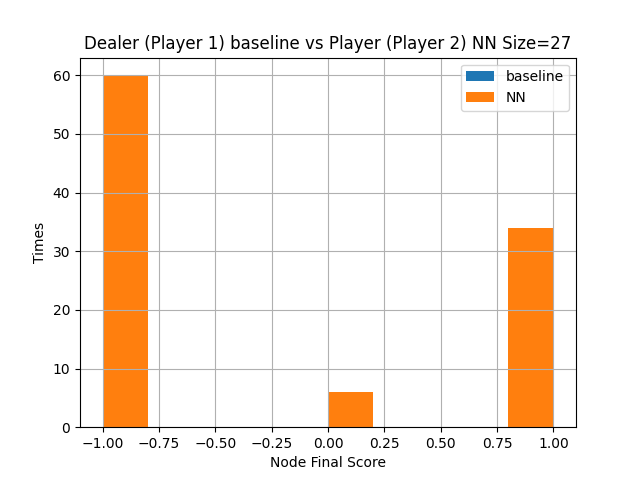 Dealer (Player 1) baseline vs Player (Player 2) NN Size=27
baseline
NN
60
50
40
30
20
10
0
Times
−1.00 −0.75 −0.50 −0.25 0.00 0.25 0.50 0.75 1.00
Node Final Score